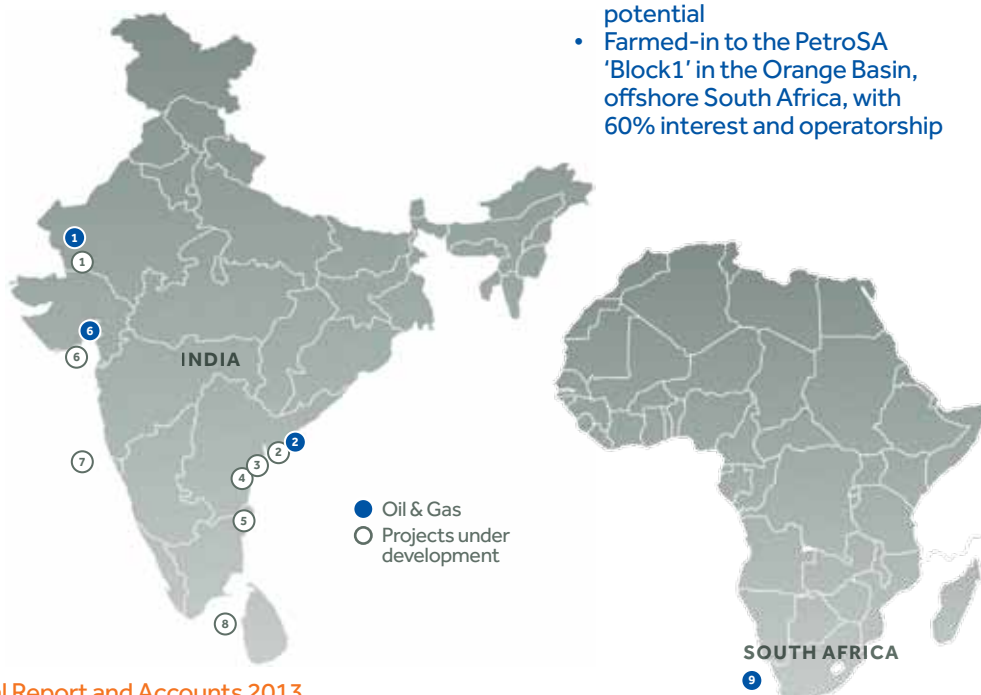 potential
• Farmed-in to the PetroSA
‘Block1’ in the Orange Basin,
offshore South Africa, with
60% interest and operatorship
1
1
6
6
INDIA
7
2
2
3
4
5
8
Oil & Gas
Projects under
development
SOUTH AFRICA
9
l Report and Accounts 2013